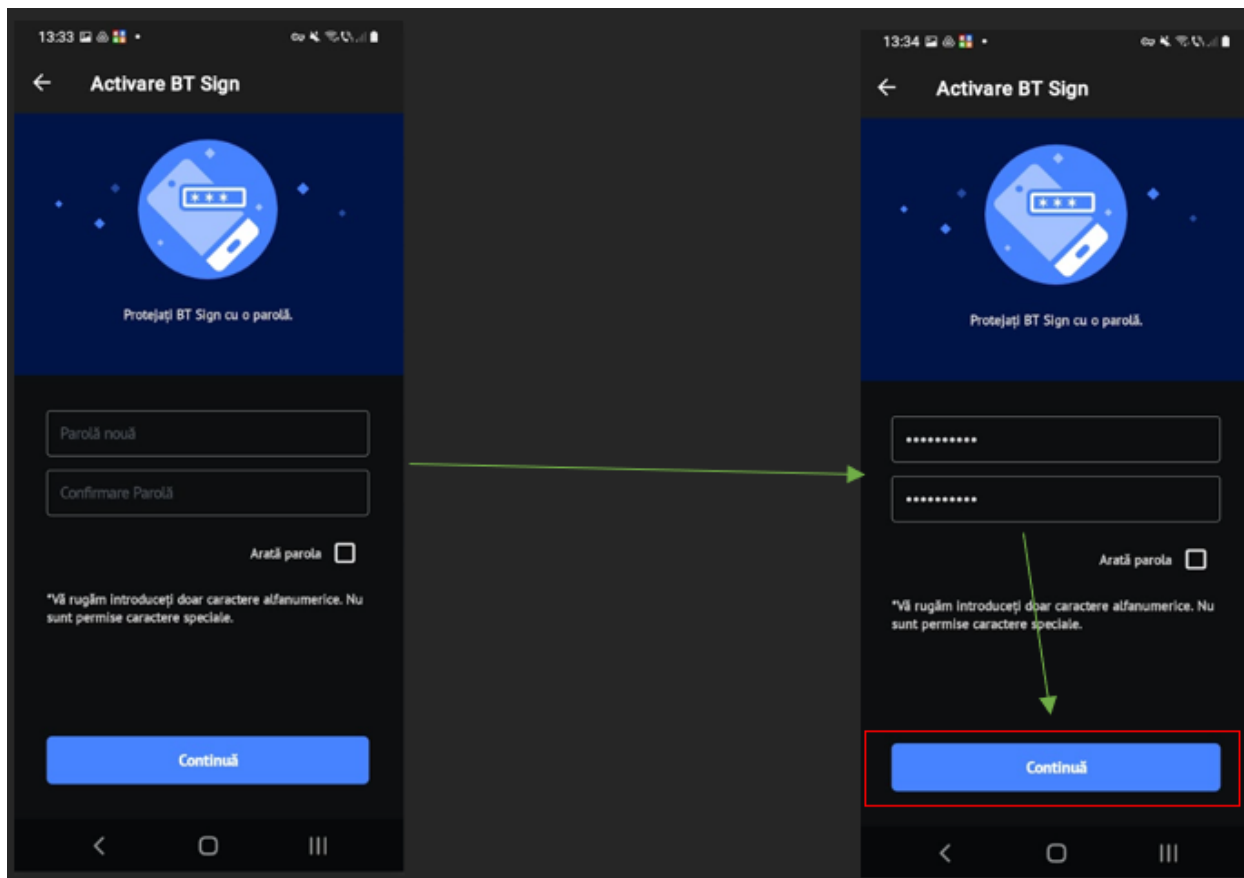 13:33
Activare BT Sign
***
Protejați BT Sign cu o parolă.
Parolă nouă
Confirmare Parolă
Arată parola
*Vă rugăm introduceți doar caractere alfanumerice. Nu
sunt permise caractere speciale.
Continuă
13:34
Activare BT Sign
***
Protejați BT Sign cu o parolă.
••••••••••
••••••••••
Arată parola
*Vă rugăm introduceți doar caractere alfanumerice. Nu
sunt permise caractere speciale.
Continuă